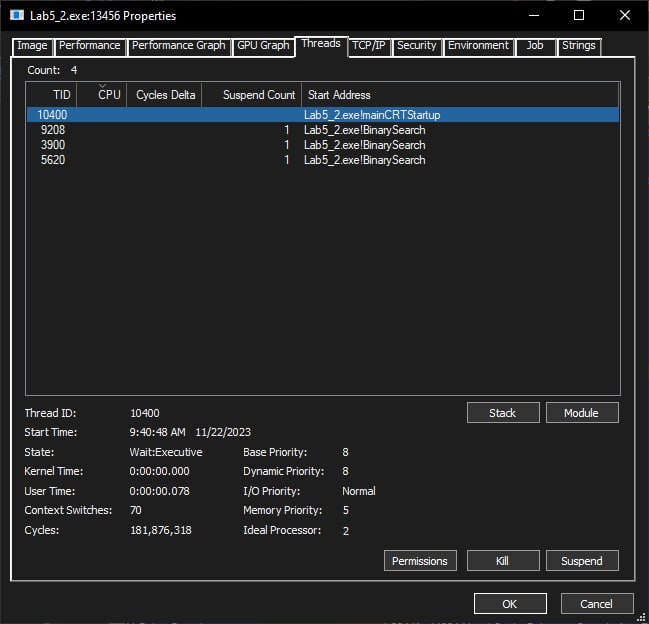 Lab5_2.exe:13456 Properties
Image Performance Performance Graph GPU Graph Threads TCP/IP Security Environment Job Strings
Count: 4
TID CPU Cycles Delta Suspend Count Start Address
10400 Lab5_2.exe!mainCRTStartup
9208 1 Lab5_2.exe!BinarySearch
3900 1 Lab5_2.exe!BinarySearch
5620 1 Lab5_2.exe!BinarySearch
Thread ID: 10400 Stack Module
Start Time: 9:40:48 AM 11/22/2023
State: Wait:Executive Base Priority: 8
Kernel Time: 0:00:00.000 Dynamic Priority: 8
User Time: 0:00:00.078 I/O Priority: Normal
Context Switches: 70 Memory Priority: 5
Cycles: 181,876,318 Ideal Processor: 2
Permissions Kill Suspend
OK Cancel